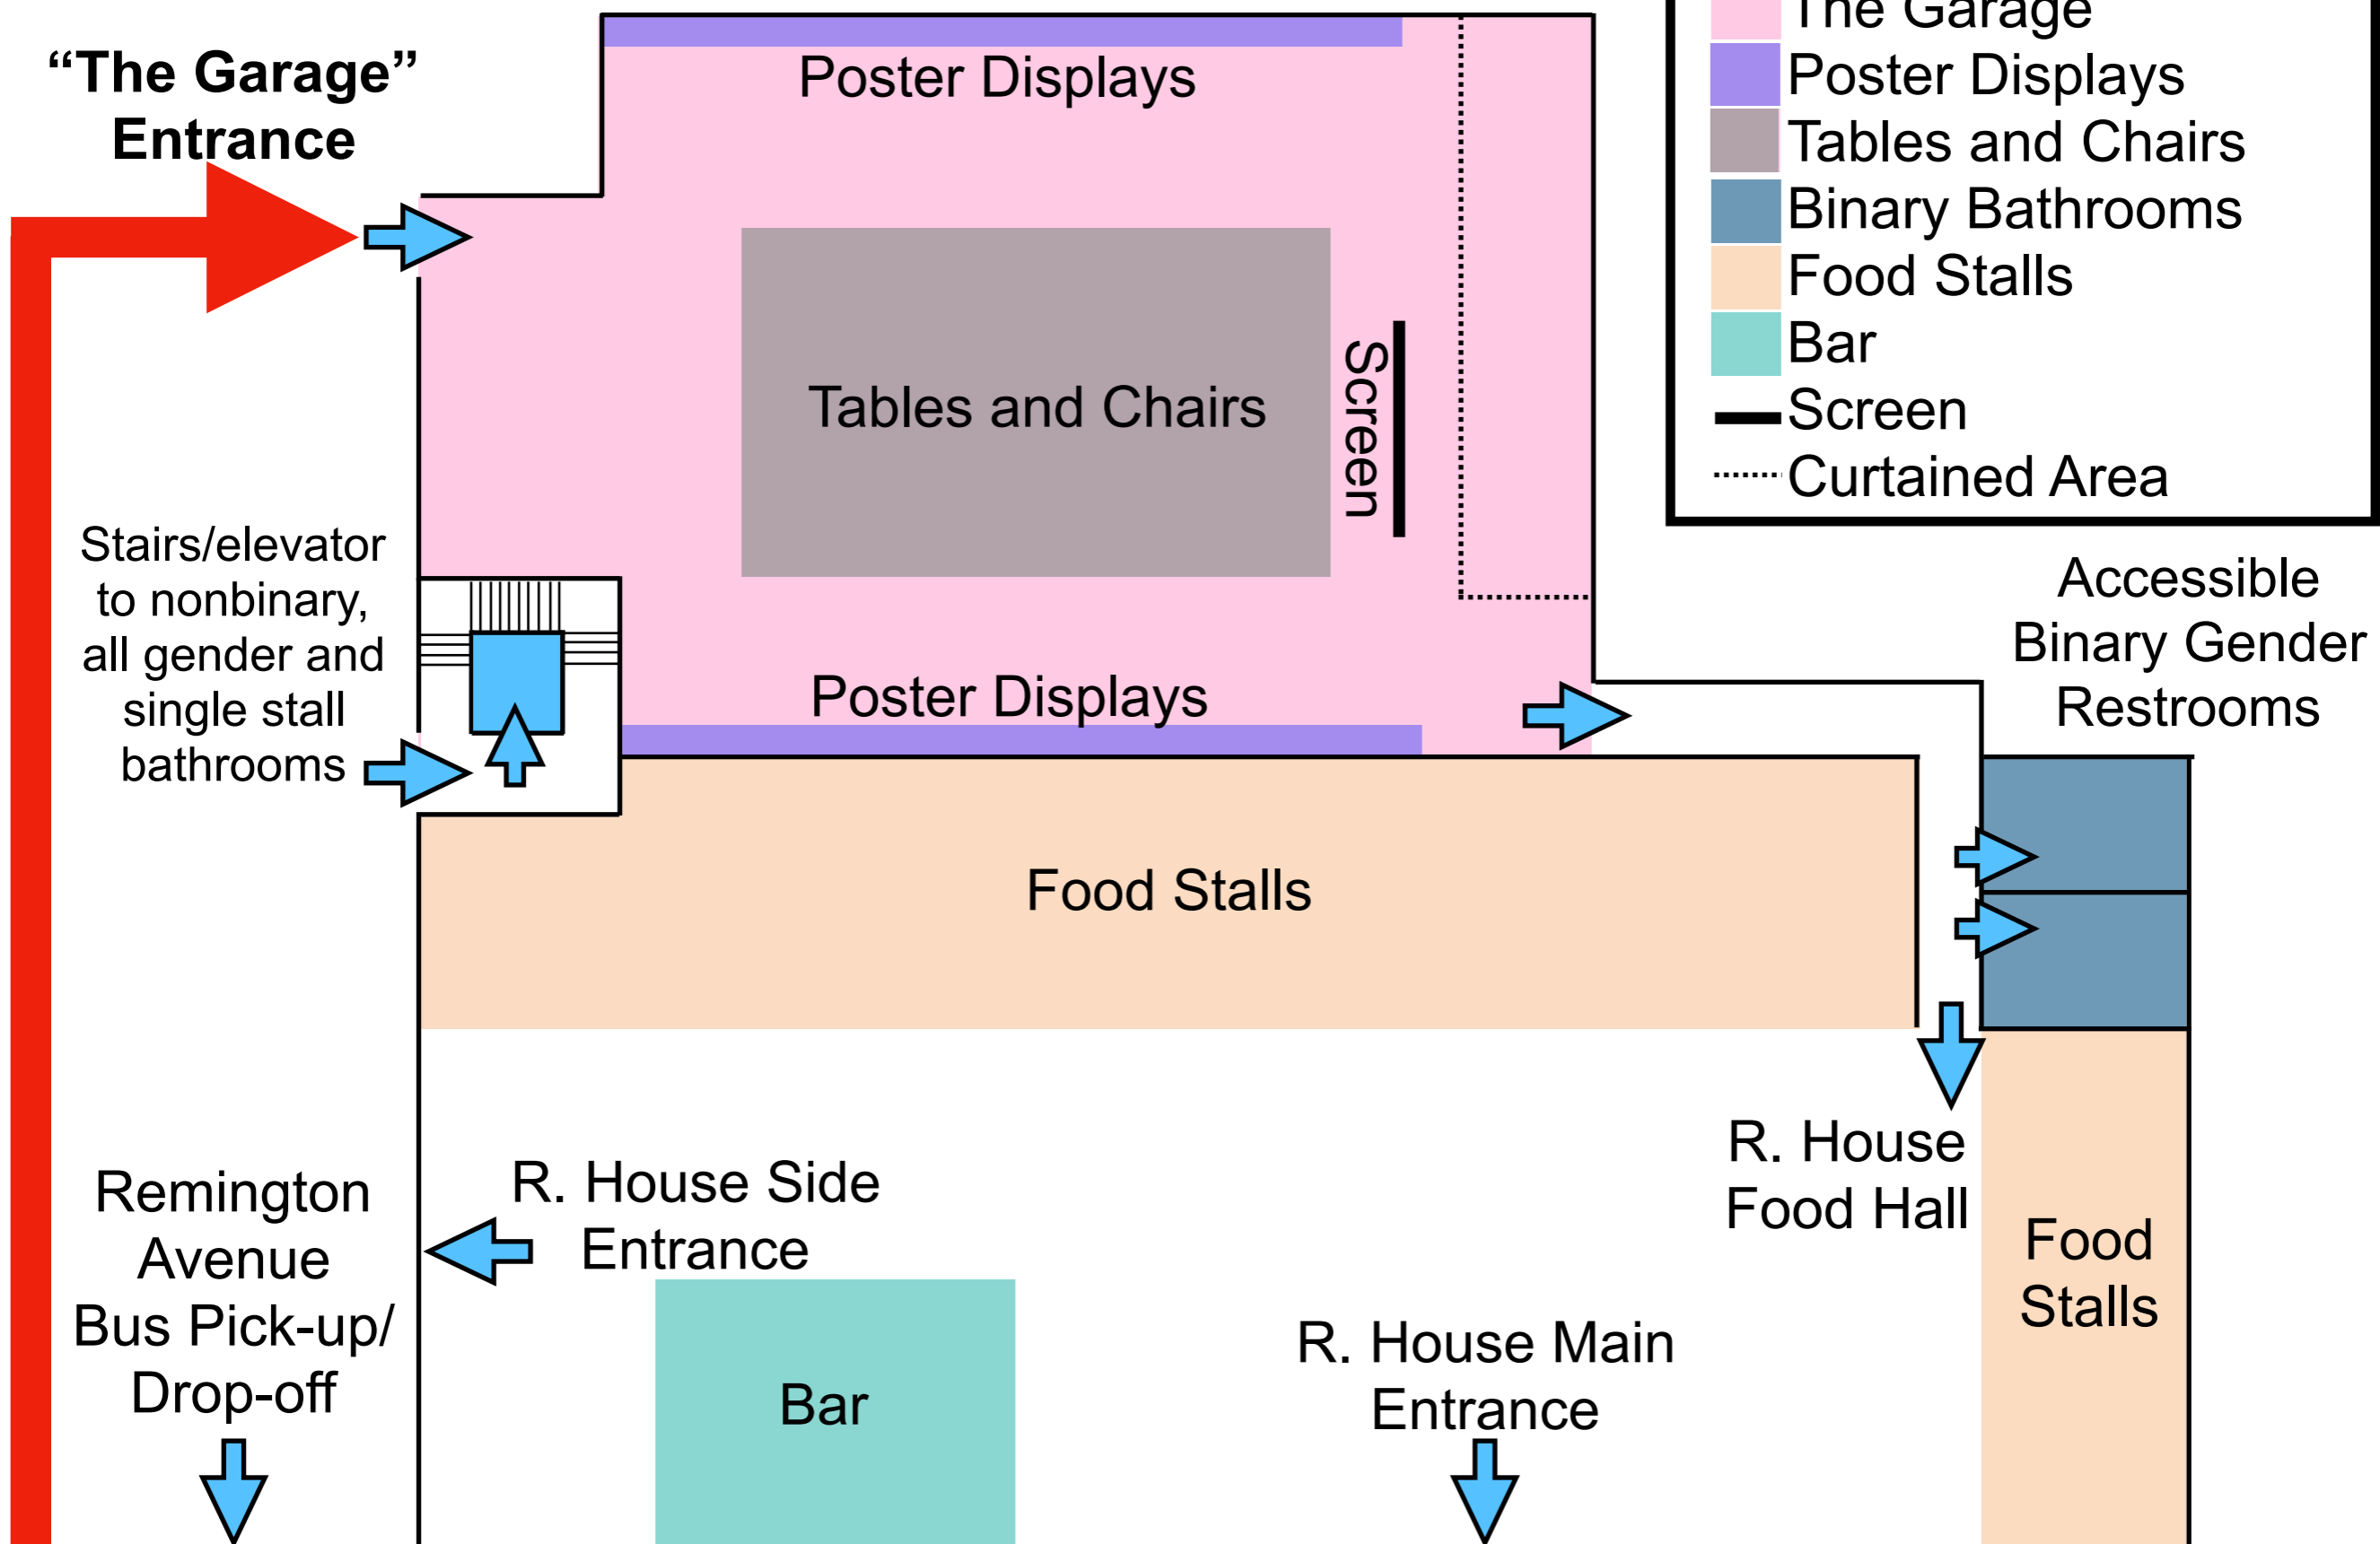 The Garage
Poster Displays
Tables and Chairs
Binary Bathrooms
Food Stalls
Bar
Screen
Curtained Area
“The Garage”
Entrance
Poster Displays
Tables and Chairs
Screen
Stairs/elevator
to nonbinary,
all gender and
single stall
bathrooms
Poster Displays
Accessible
Binary Gender
Restrooms
Food Stalls
R. House
Food Hall
Food
Stalls
R. House Side
Entrance
Remington
Avenue
Bus Pick-up/
Drop-off
Bar
R. House Main
Entrance